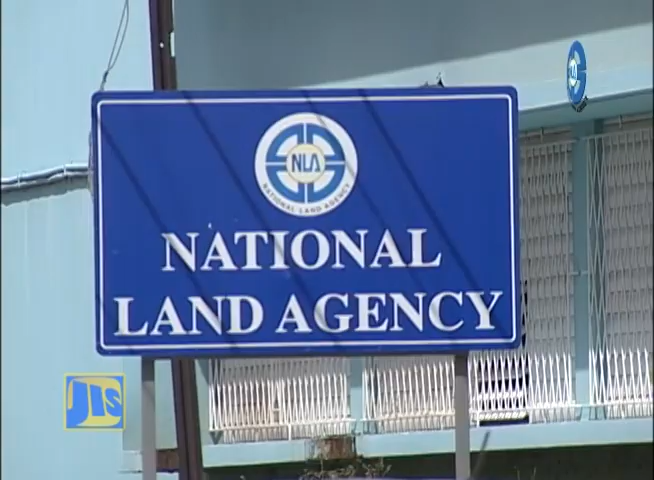 NLA
NATIONAL LAND AGENCY
NATIONAL
LAND AGENCY
JIS